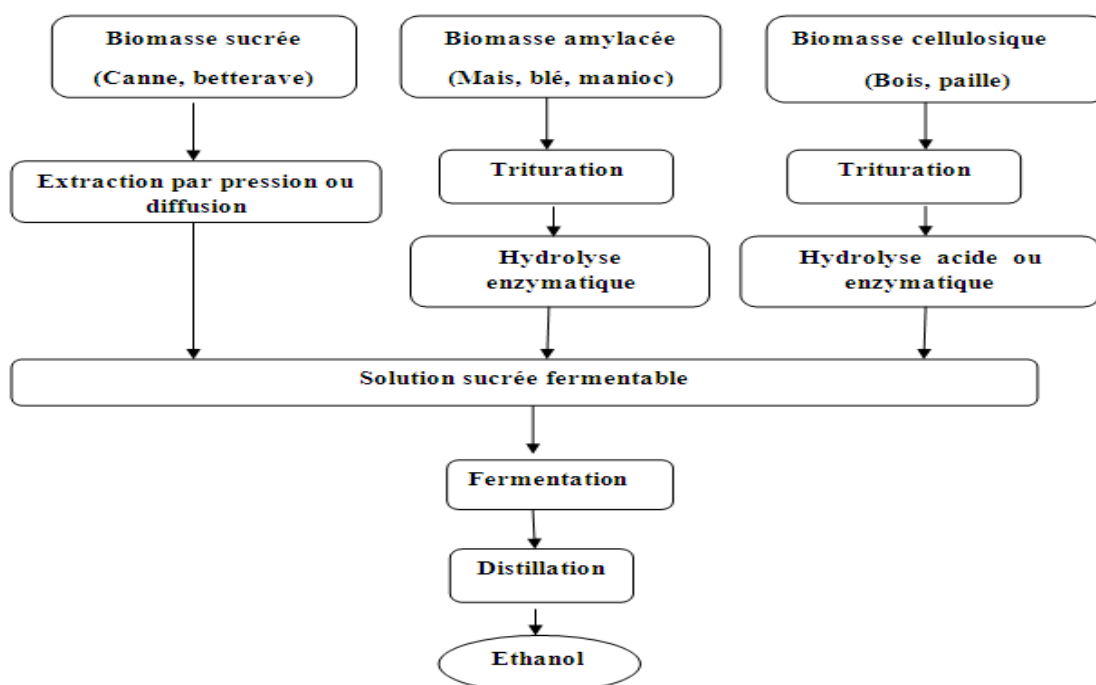 Biomasse sucrée
(Canne, betterave)
Biomasse amylacée
(Mais, blé, manioc)
Biomasse cellulosique
(Bois, paille)
Extraction par pression ou
diffusion
Trituration
Trituration
Hydrolyse
enzymatique
Hydrolyse acide ou
enzymatique
Solution sucrée fermentable
Fermentation
Distillation
Ethanol